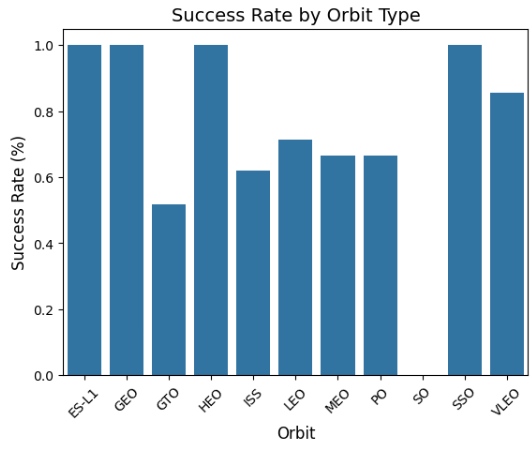 Success Rate by Orbit Type
Success Rate (%)
1.0
0.8
0.6
0.4
0.2
0.0
ES-L1 GEO GTO HEO ISS LEO MEO PO SO SSO VLEO
Orbit